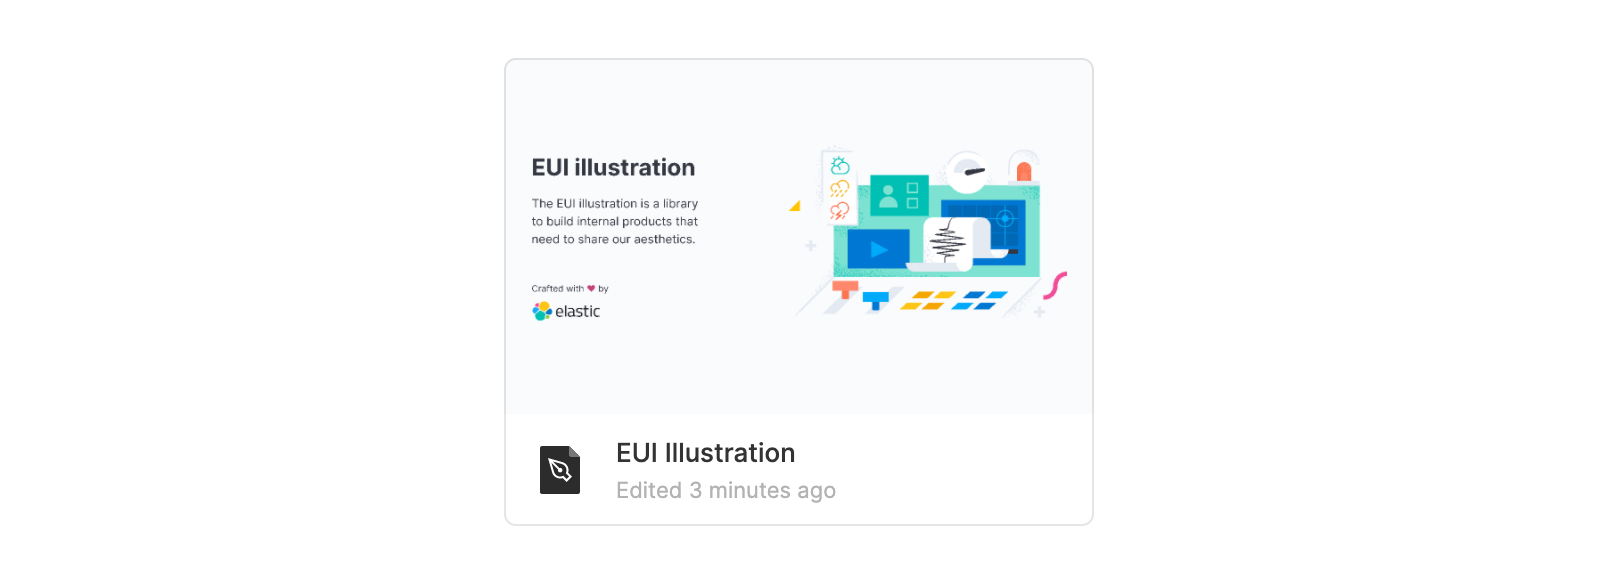 EUI illustration
The EUI illustration is a library
to build internal products that
need to share our aesthetics.
Crafted with ❤ by
elastic
EUI Illustration
Edited 3 minutes ago